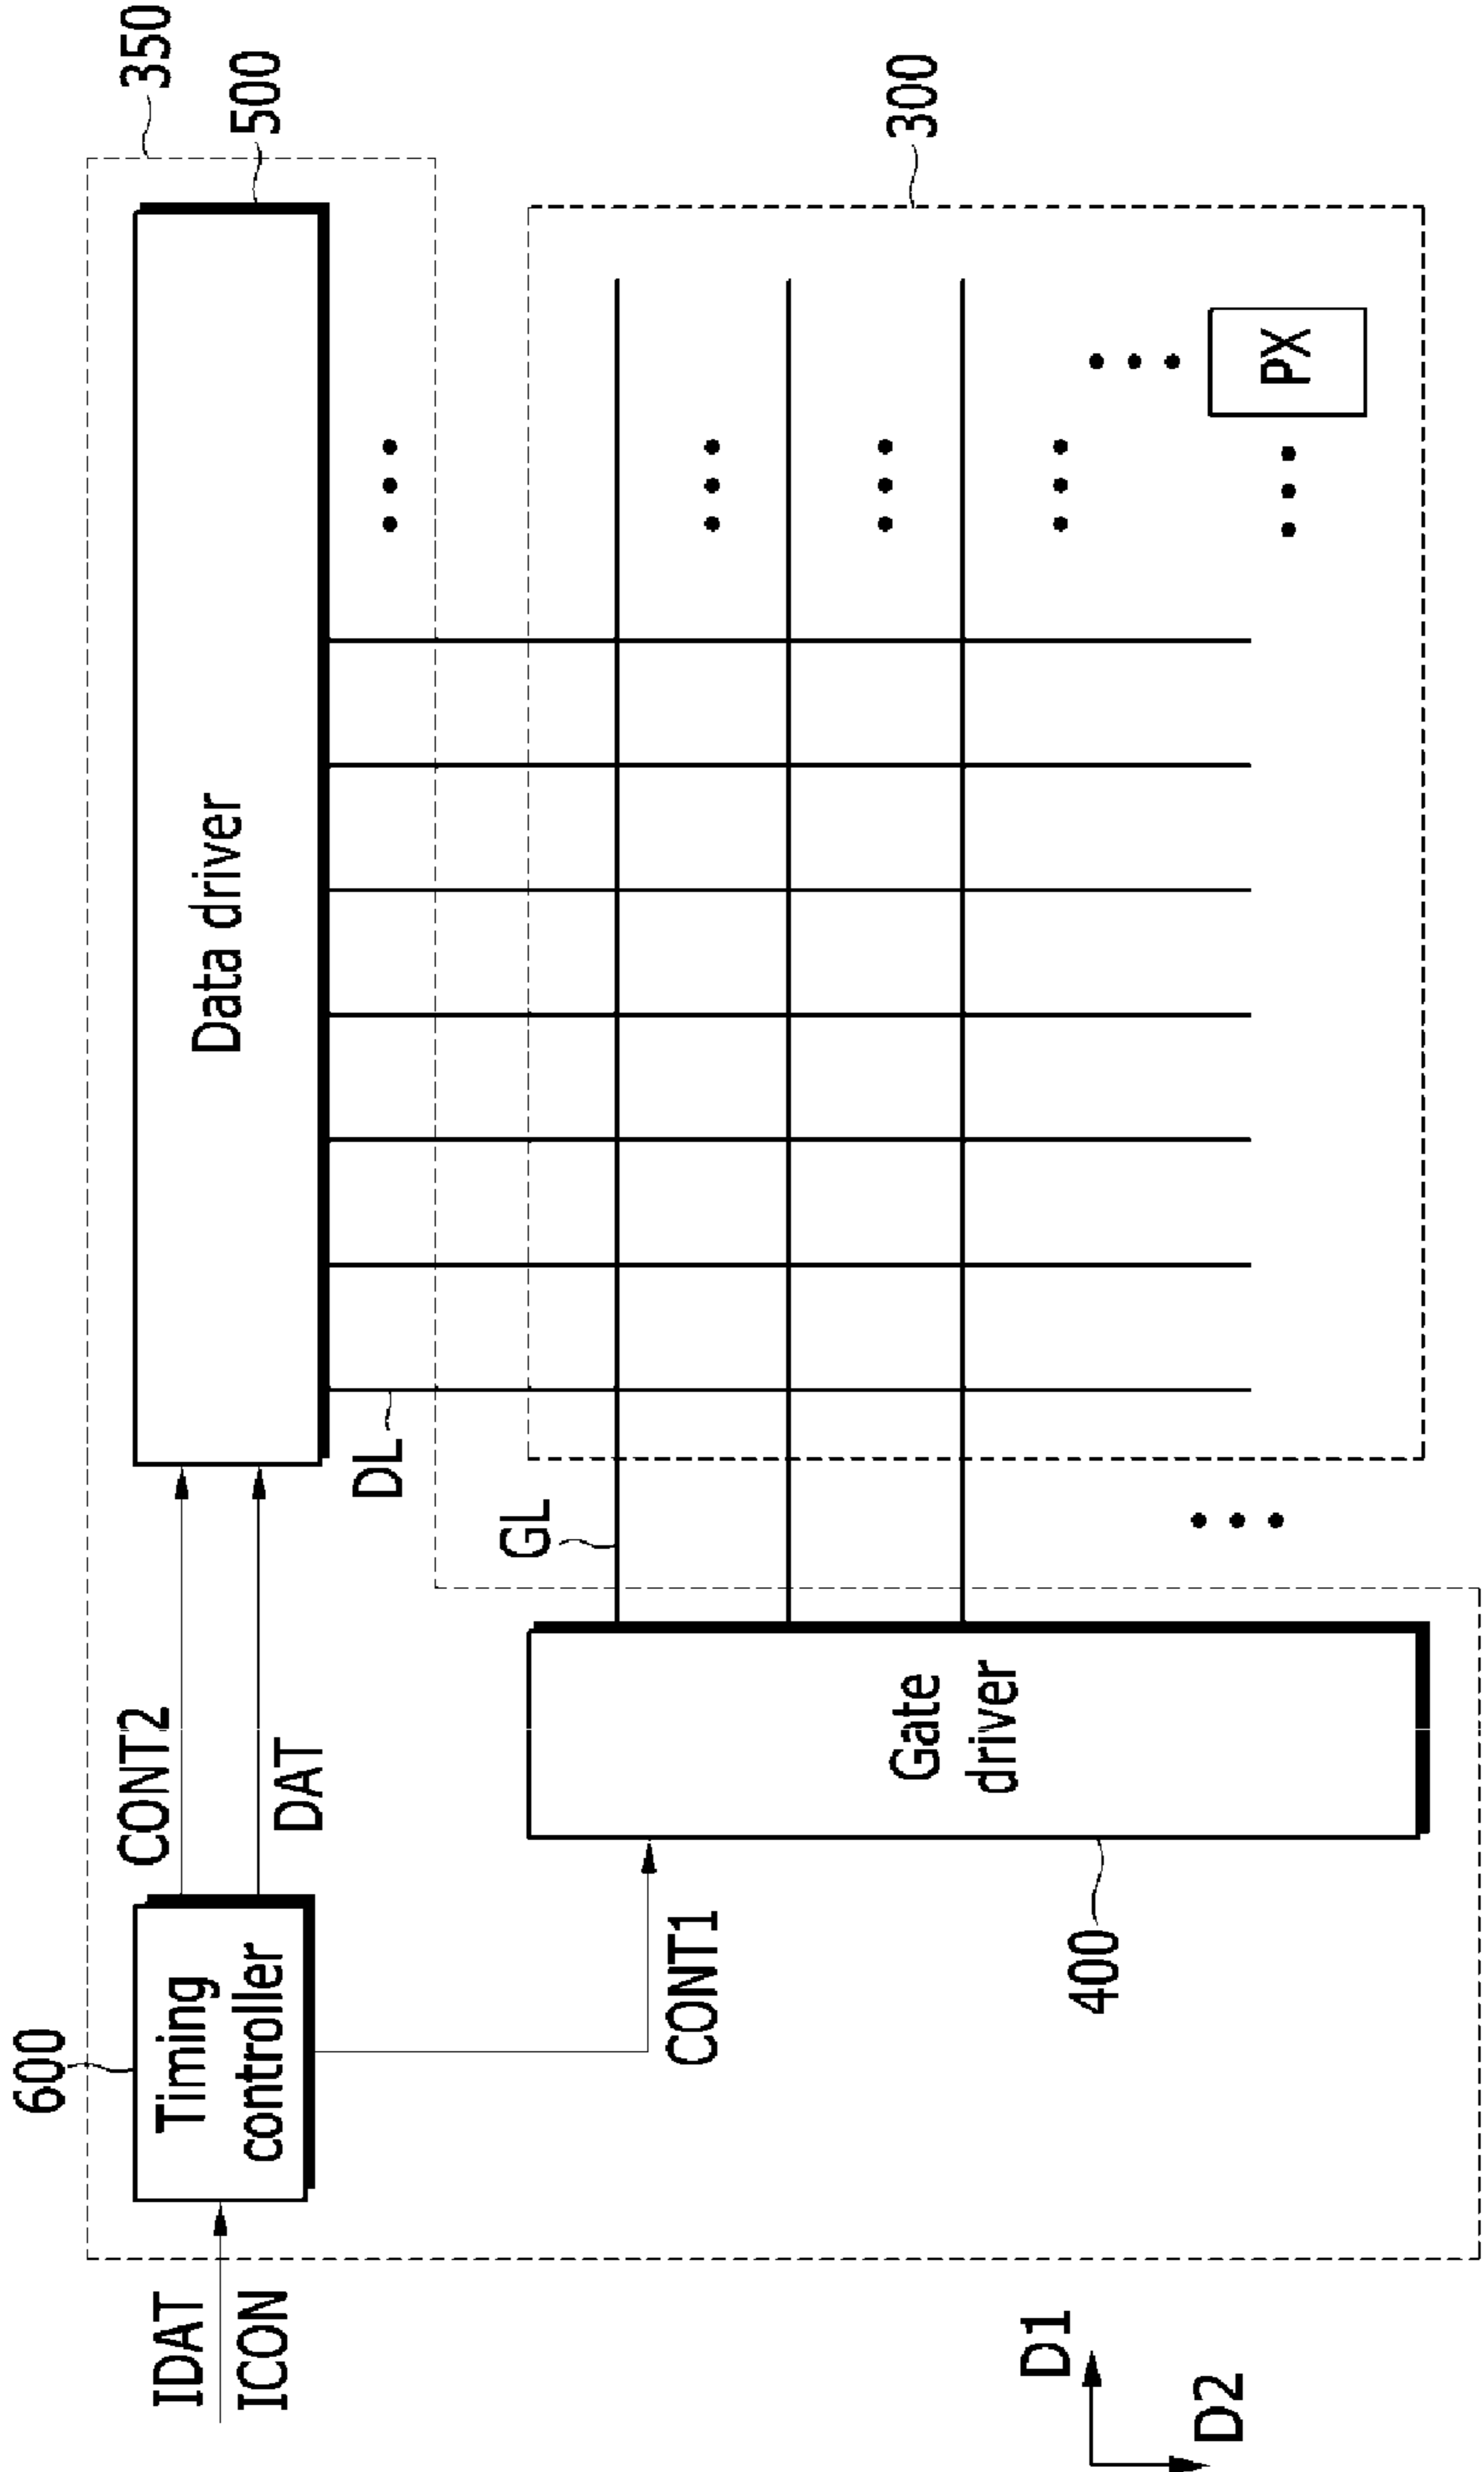 600
Timing
controller
IDAT
ICON
CONT2
DAT
Data driver
350
500
DL
GL
CONT1
Gate
driver
400
300
PX
D1
D2